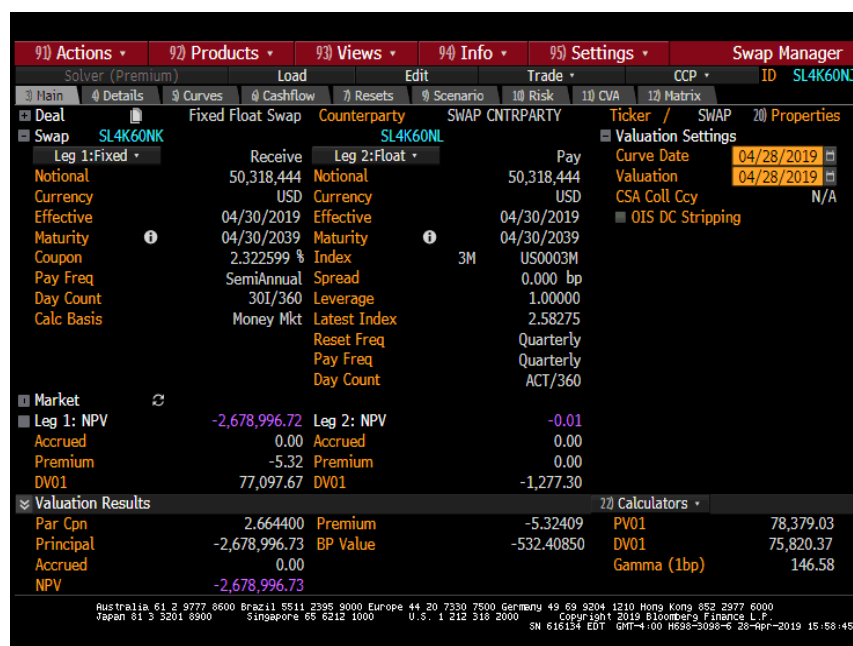 91) Actions 92) Products 93) Views 94) Info 95) Settings Swap Manager
Solver (Premium) Load Edit Trade CCP ID SL4K60N
3) Main 4) Details 5) Curves 6) Cashflow 7) Resets 9) Scenario 10) Risk 11) CVA 12) Matrix
Deal Fixed Float Swap Counterparty SWAP CNTRPARTY Ticker / SWAP 20) Properties
Swap SL4K60NK SL4K60NL Valuation Settings
Leg 1:Fixed Receive Leg 2:Float Pay Curve Date 04/28/2019
Notional 50,318,444 Notional 50,318,444 Valuation 04/28/2019
Currency USD Currency USD CSA Coll Ccy N/A
Effective 04/30/2019 Effective 04/30/2019 OIS DC Stripping
Maturity 04/30/2039 Maturity 04/30/2039
Coupon 2.322599 % Index 3M US0003M
Pay Freq SemiAnnual Spread 0.000 bp
Day Count 30I/360 Leverage 1.00000
Calc Basis Money Mkt Latest Index 2.58275
Reset Freq Quarterly
Pay Freq Quarterly
Day Count ACT/360
Market
Leg 1: NPV -2,678,996.72 Leg 2: NPV -0.01
Accrued 0.00 Accrued 0.00
Premium -5.32 Premium 0.00
DV01 77,097.67 DV01 -1,277.30
Valuation Results 22) Calculators
Par Cpn 2.664400 Premium -5.32409 PV01 78,379.03
Principal -2,678,996.73 BP Value -532.40850 DV01 75,820.37
Accrued 0.00 Gamma (1bp) 146.58
NPV -2,678,996.73
Australia 61 2 9777 8600 Brazil 5511 2395 9000 Europe 44 20 7330 7500 Germany 49 69 9204 1210 Hong Kong 852 2977 6000
Japan 81 3 3201 8900 Singapore 65 6212 1000 U.S. 1 212 318 2000 Copyright 2019 Bloomberg Finance L.P.
SN 616134 EDT GMT-4:00 H698-3098-6 28-Apr-2019 15:58:45